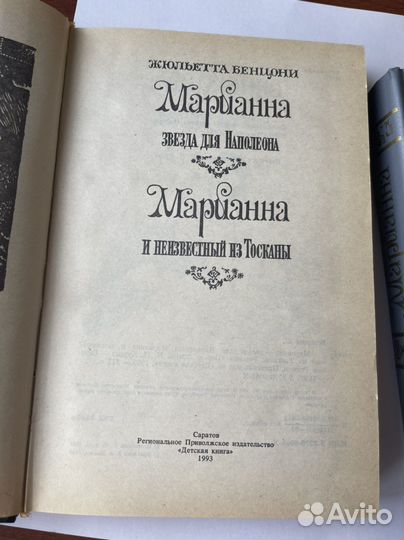 ЖЮЛЬЕТТА БЕНЦОНИ
Марианна
ЗВЕЗДА ДЛЯ НАПОЛЕОНА
Марианна
И НЕИЗВЕСТНЫЙ ИЗ ТОСКАНЫ
Саратов
Региональное Приволжское издательство
«Детская книга»
1993
Avito